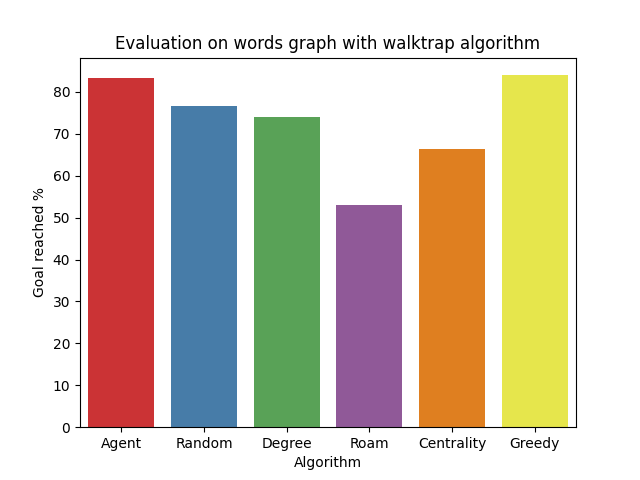 Evaluation on words graph with walktrap algorithm
Goal reached %
80
70
60
50
40
30
20
10
0
Agent Random Degree Roam Centrality Greedy
Algorithm